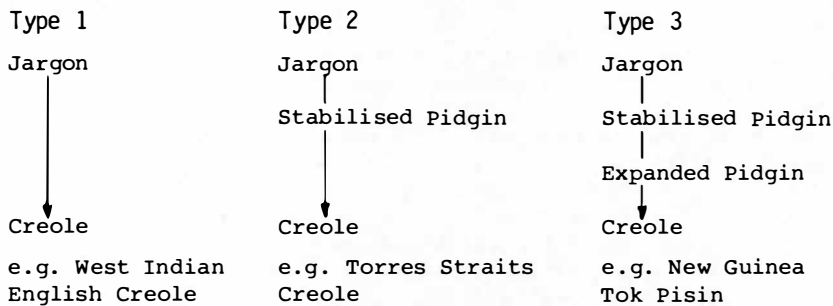 Type 1 Type 2 Type 3
Jargon Jargon Jargon
Stabilised Pidgin Stabilised Pidgin
Expanded Pidgin
Creole Creole Creole
e.g. West Indian e.g. Torres Straits e.g. New Guinea
English Creole Creole Tok Pisin